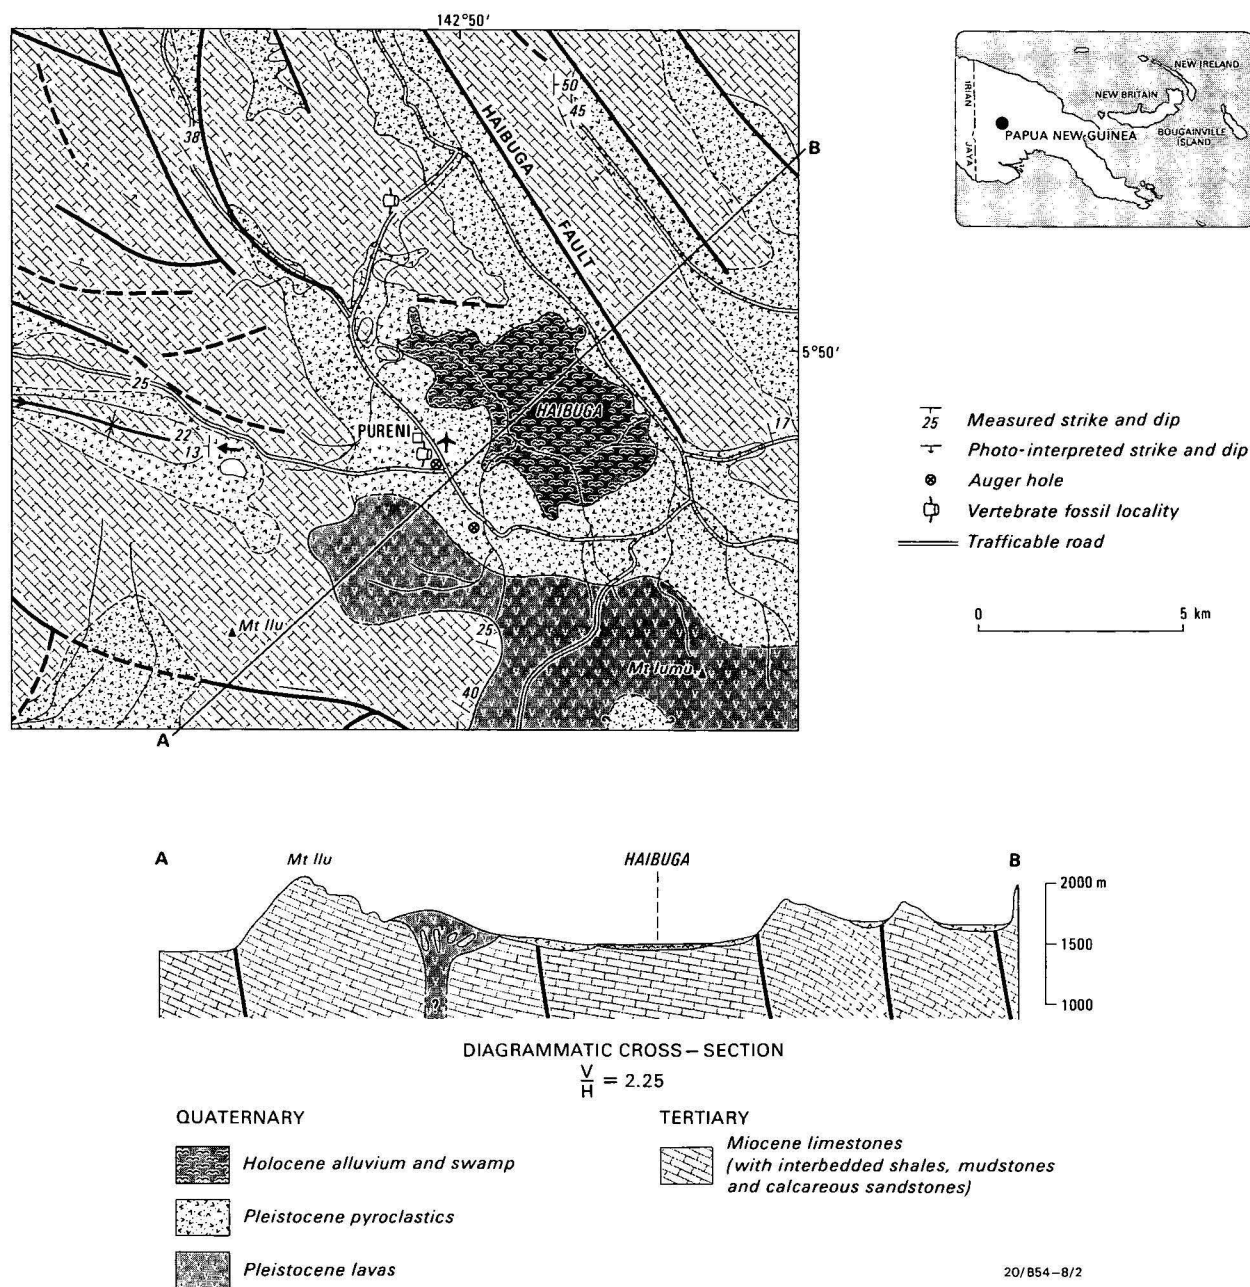 142°50'
HAIBUGA
FAULT
38
50
45
B
5°50'
25
22
13
PURENI
HAIBUGA
17
Mt Ilu
25
40
Mt Iumu
A
IRIAN JAYA
NEW IRELAND
NEW BRITAIN
PAPUA NEW GUINEA
BOUGAINVILLE
ISLAND
25 Measured strike and dip
Photo-interpreted strike and dip
Auger hole
Vertebrate fossil locality
Trafficable road
0 5 km
A Mt Ilu HAIBUGA B
2000 m
1500
1000
?
DIAGRAMMATIC CROSS – SECTION
V
H = 2.25
QUATERNARY
Holocene alluvium and swamp
Pleistocene pyroclastics
Pleistocene lavas
TERTIARY
Miocene limestones
(with interbedded shales, mudstones
and calcareous sandstones)
20/B54–8/2